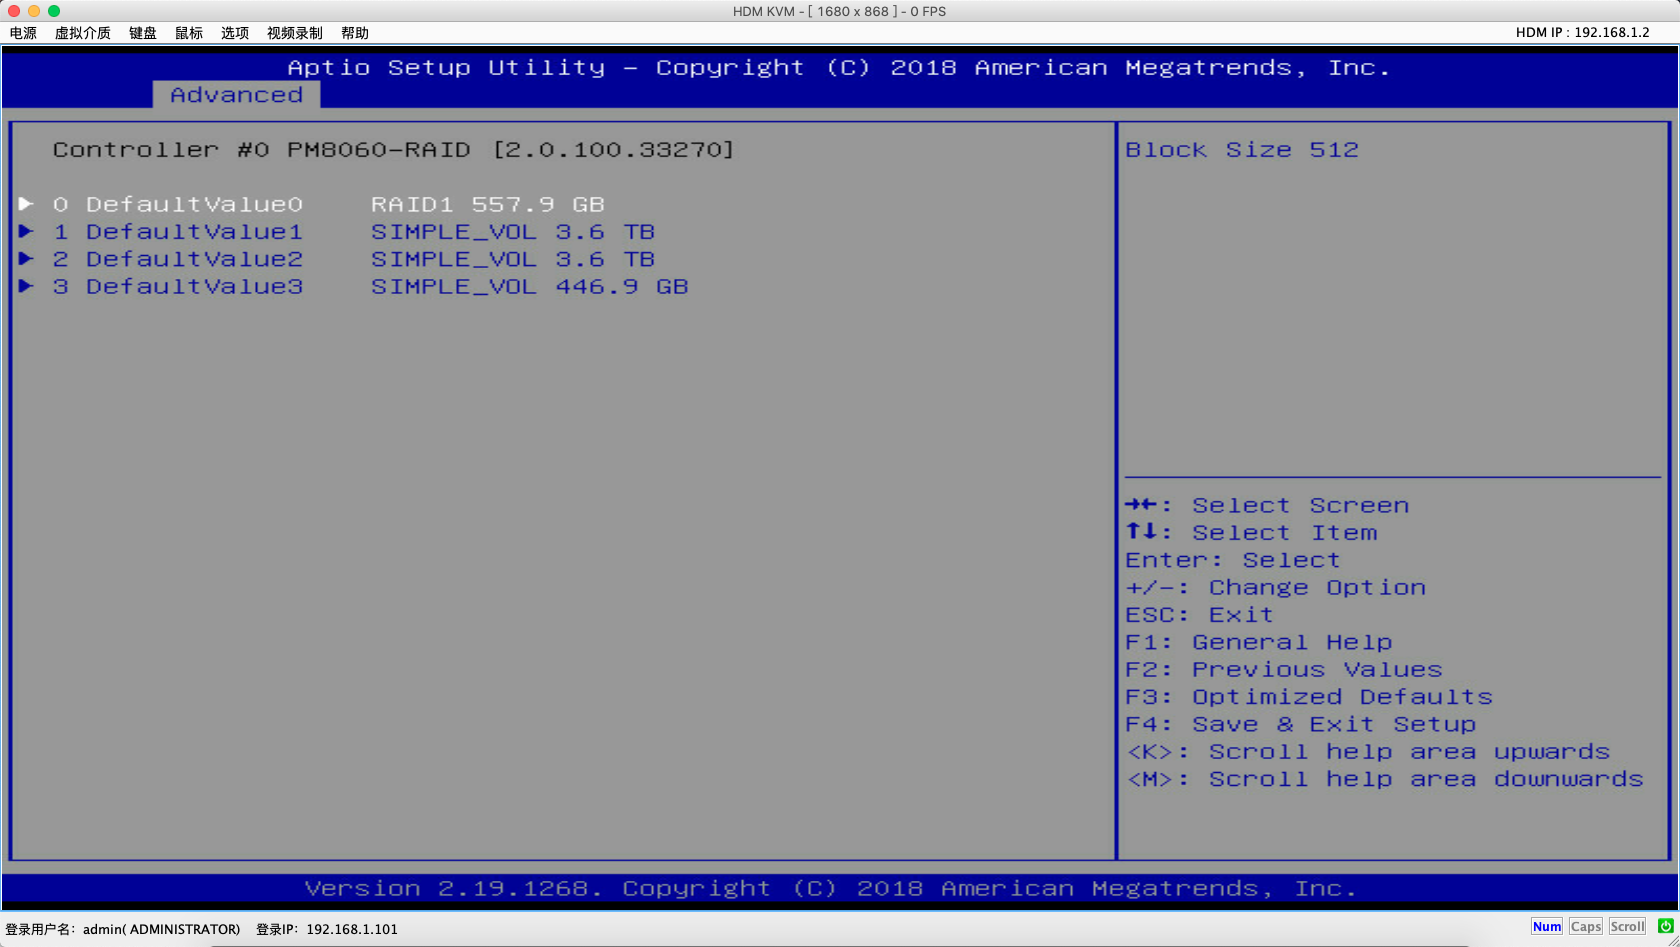 HDM KVM - [ 1680 x 868 ] - 0 FPS
电源 虚拟介质 键盘 鼠标 选项 视频录制 帮助 HDM IP : 192.168.1.2
Aptio Setup Utility – Copyright (C) 2018 American Megatrends, Inc.
Advanced
Controller #0 PM8060-RAID [2.0.100.33270]
0 DefaultValue0 RAID1 557.9 GB
1 DefaultValue1 SIMPLE_VOL 3.6 TB
2 DefaultValue2 SIMPLE_VOL 3.6 TB
3 DefaultValue3 SIMPLE_VOL 446.9 GB
Block Size 512
→←: Select Screen
↑↓: Select Item
Enter: Select
+/-: Change Option
ESC: Exit
F1: General Help
F2: Previous Values
F3: Optimized Defaults
F4: Save & Exit Setup
<K>: Scroll help area upwards
<M>: Scroll help area downwards
Version 2.19.1268. Copyright (C) 2018 American Megatrends, Inc.
登录用户名: admin( ADMINISTRATOR) 登录IP: 192.168.1.101 Num Caps Scroll